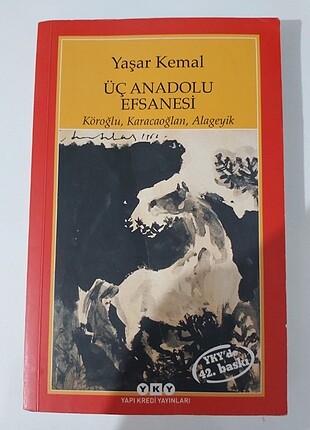 Yaşar Kemal
ÜÇ ANADOLU
EFSANESİ
Köroğlu, Karacaoğlan, Alageyik
YKY'de
42. baskı
YKY
YAPI KREDİ YAYINLARI